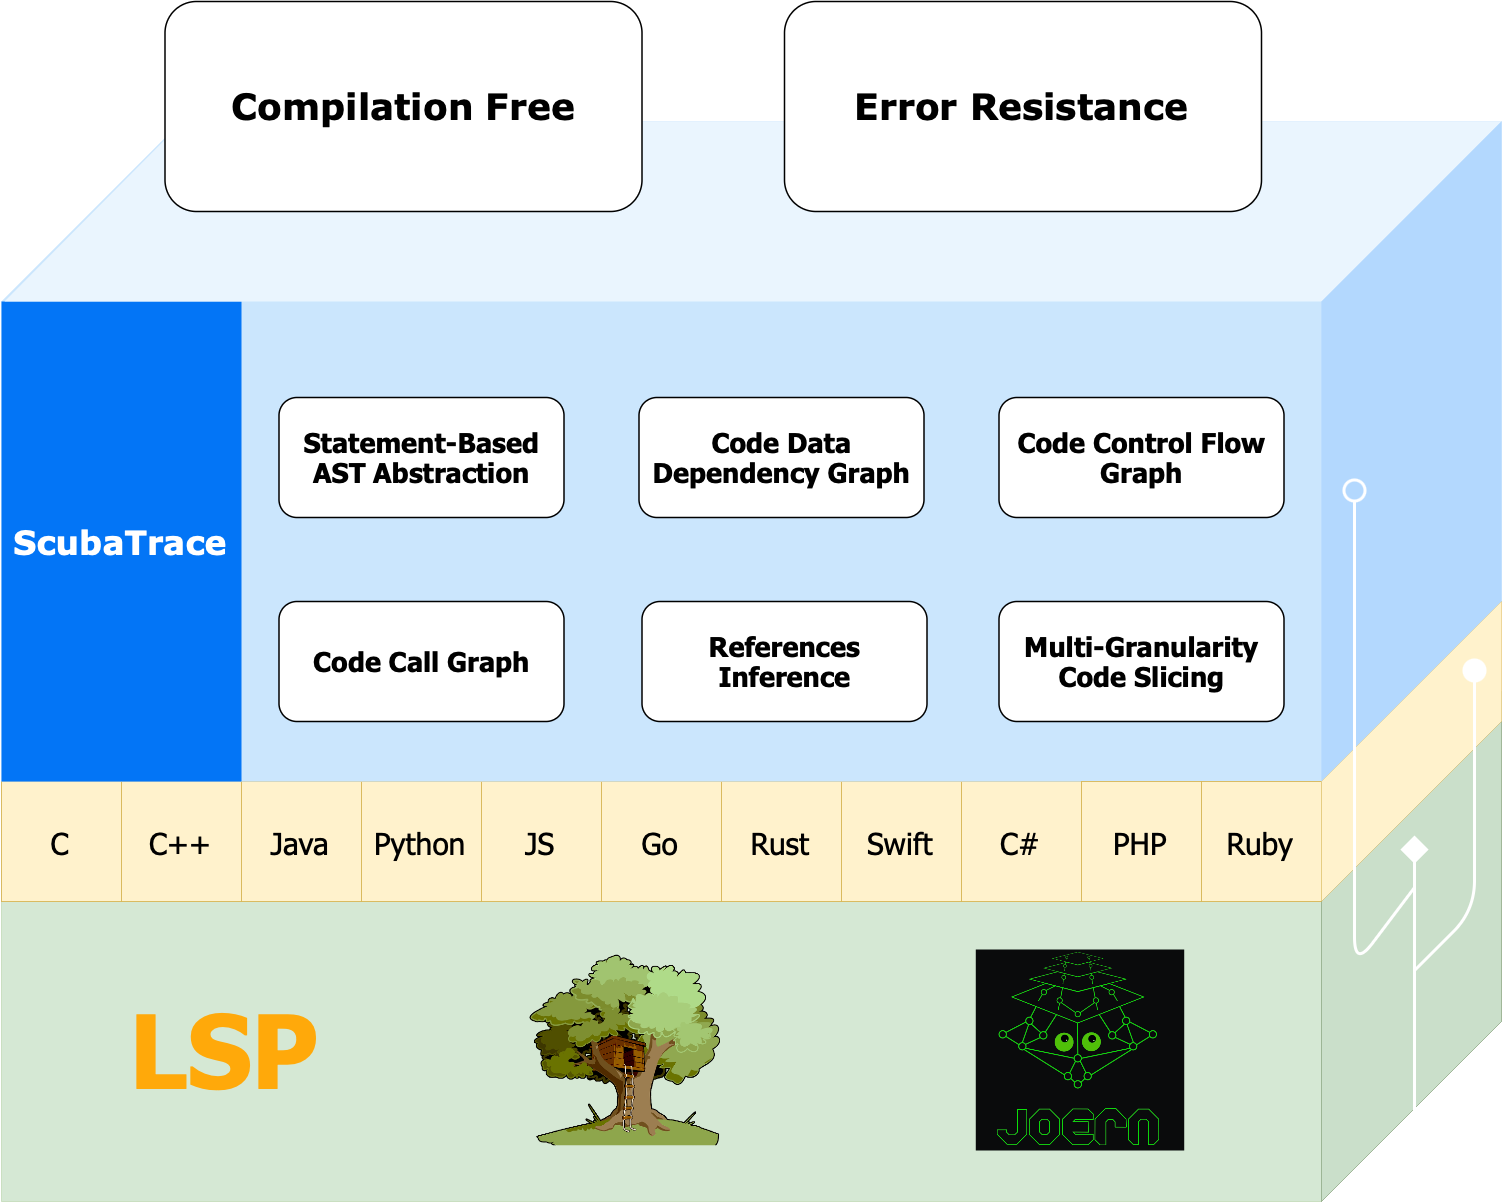 Compilation Free
Error Resistance
ScubaTrace
Statement-Based
AST Abstraction
Code Data
Dependency Graph
Code Control Flow
Graph
Code Call Graph
References
Inference
Multi-Granularity
Code Slicing
C
C++
Java
Python
JS
Go
Rust
Swift
C#
PHP
Ruby
LSP
JOErn